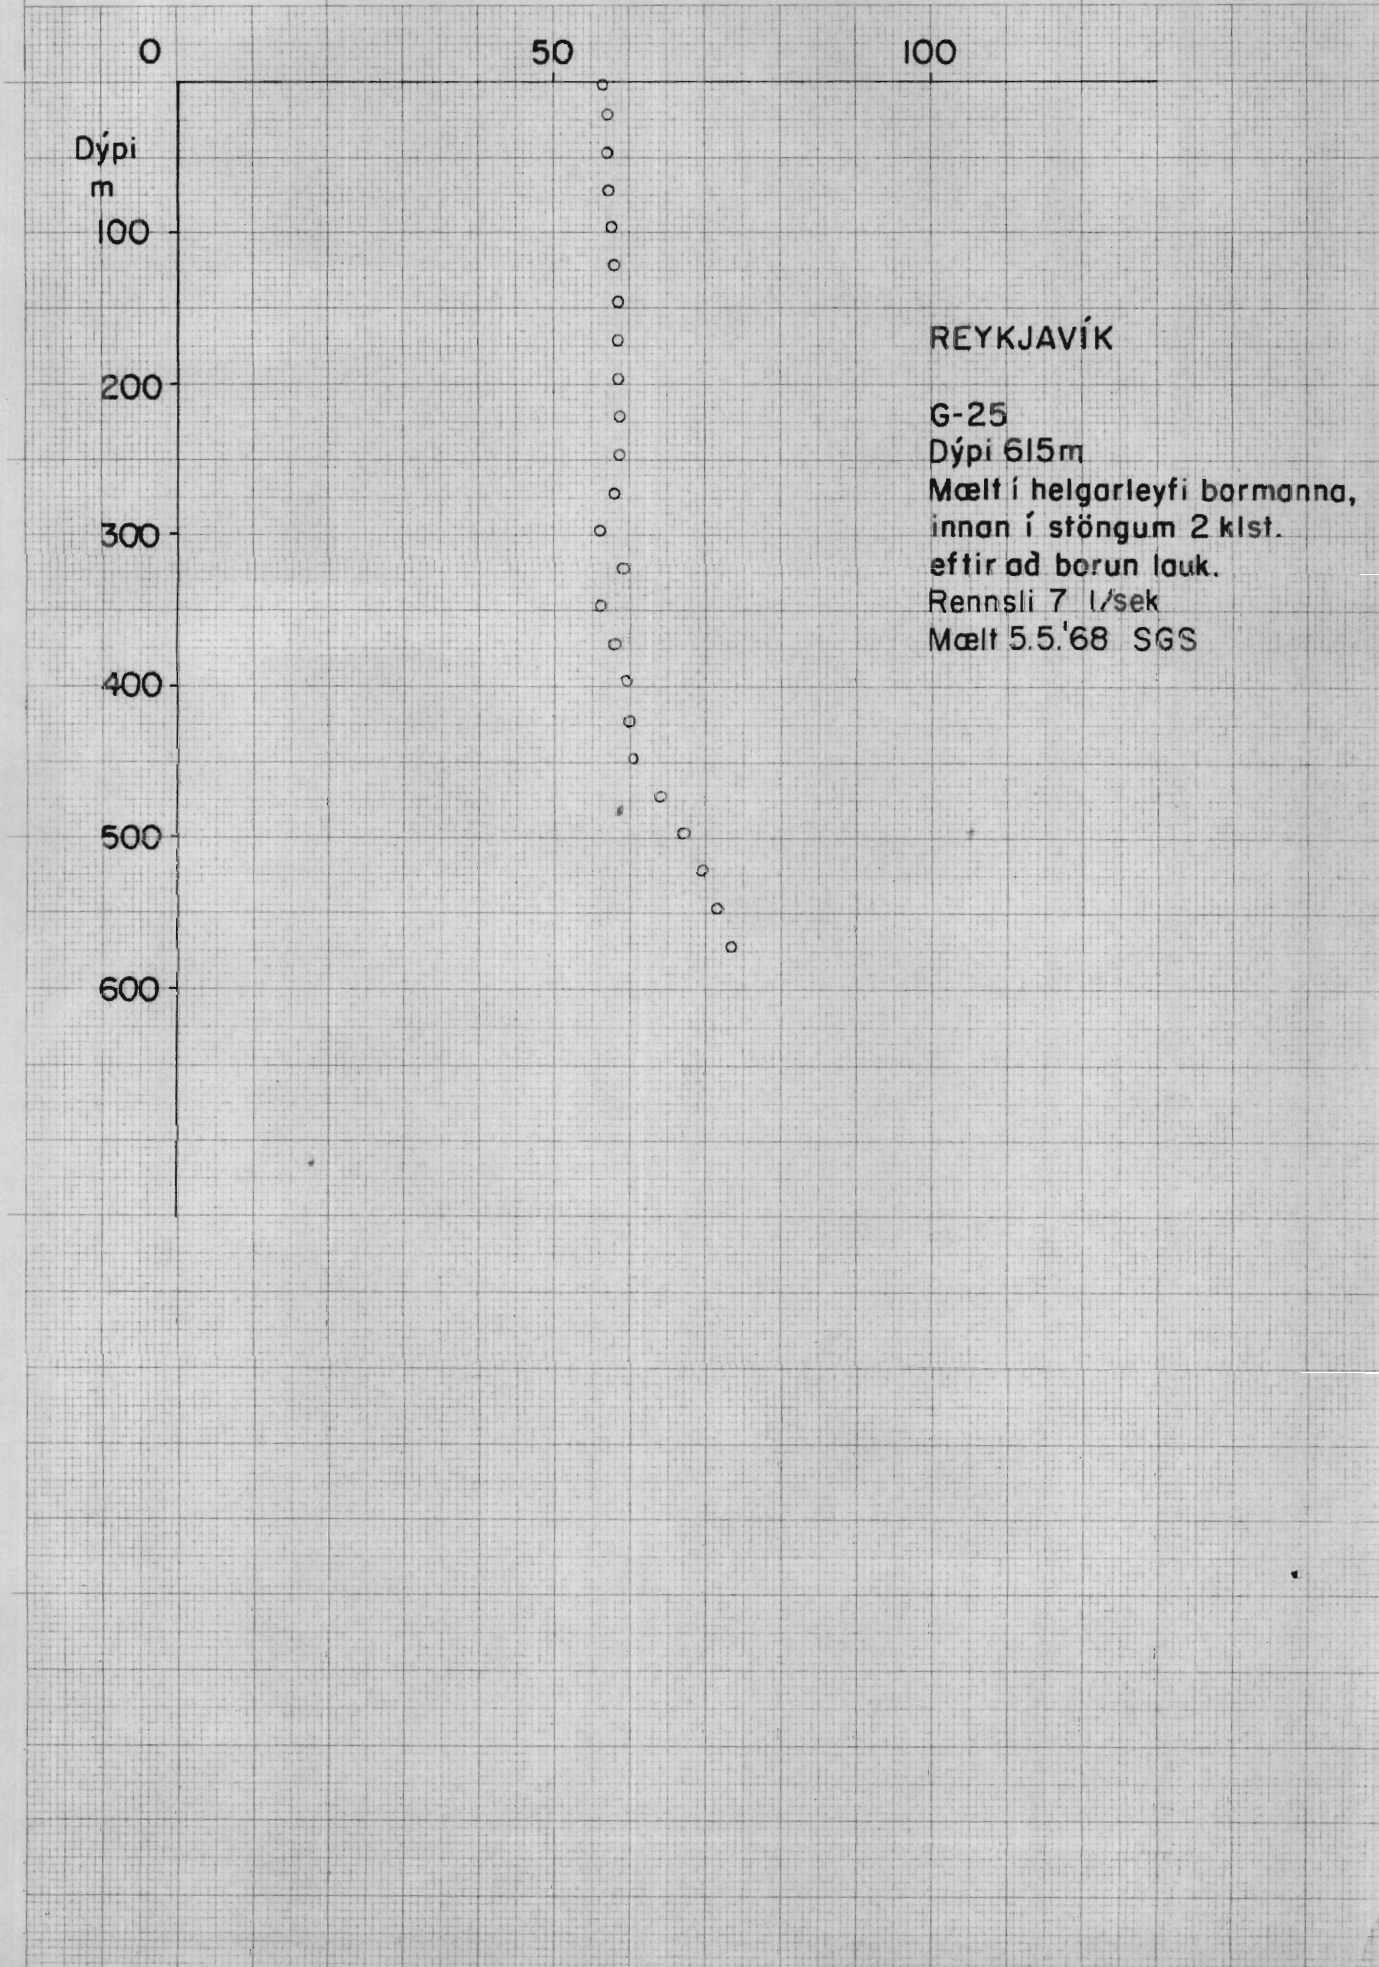 0 50 100
Dýpi
m
100
200
300
400
500
600
REYKJAVÍK
G-25
Dýpi 615m
Mælt í helgarleyfi bormanna,
innan í stöngum 2 klst.
eftir að borun lauk.
Rennsli 7 l/sek
Mælt 5.5.'68 SGS